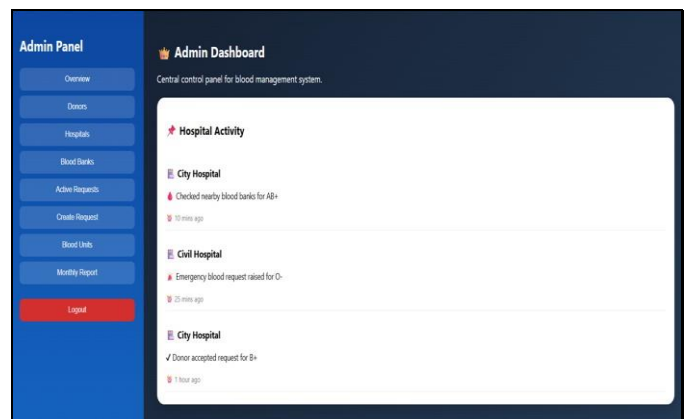 Admin Panel
Overview
Donors
Hospitals
Blood Banks
Active Requests
Create Request
Blood Units
Monthly Report
Logout
Admin Dashboard
Central control panel for blood management system.
Hospital Activity
City Hospital
Checked nearby blood banks for AB+
10 mins ago
Civil Hospital
Emergency blood request raised for O-
25 mins ago
City Hospital
✓ Donor accepted request for B+
1 hour ago